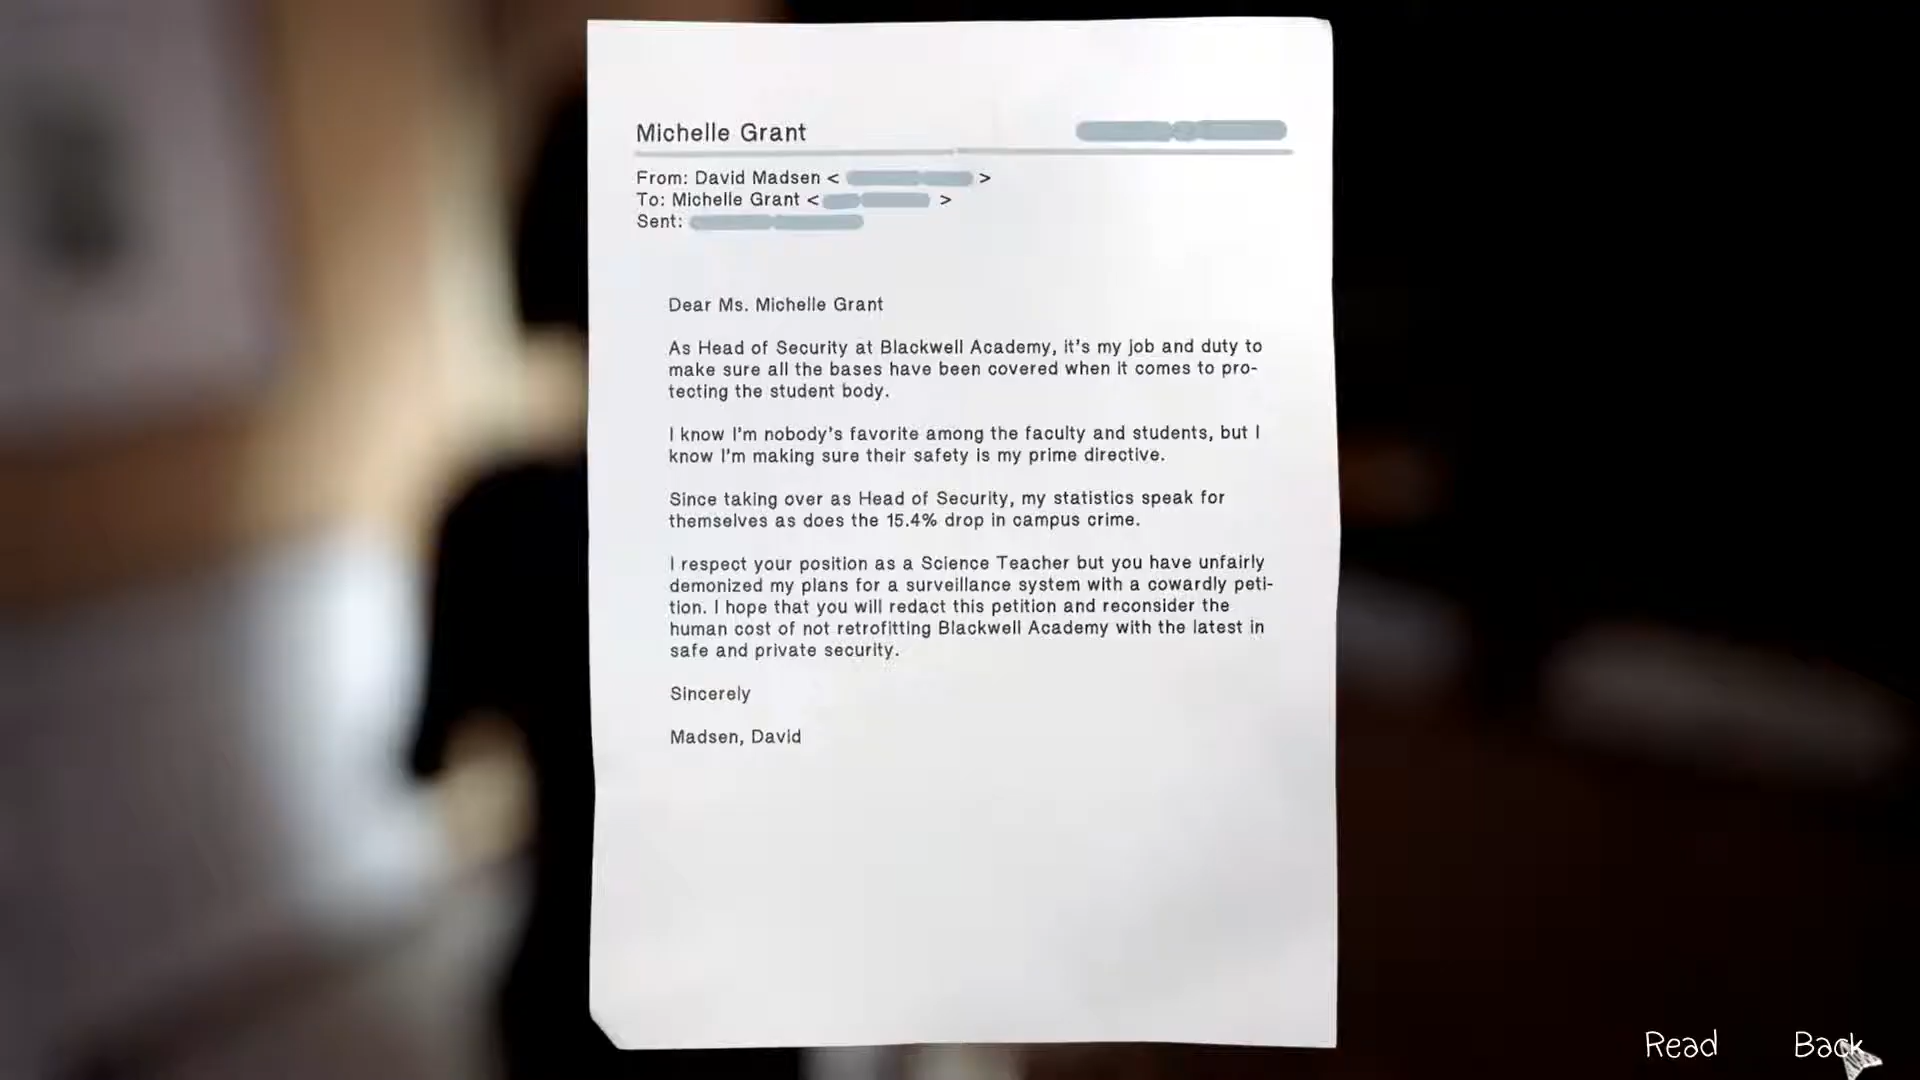 Michelle Grant
From: David Madsen < >
To: Michelle Grant < >
Sent:
Dear Ms. Michelle Grant
As Head of Security at Blackwell Academy, it's my job and duty to
make sure all the bases have been covered when it comes to pro-
tecting the student body.
I know I'm nobody's favorite among the faculty and students, but I
know I'm making sure their safety is my prime directive.
Since taking over as Head of Security, my statistics speak for
themselves as does the 15.4% drop in campus crime.
I respect your position as a Science Teacher but you have unfairly
demonized my plans for a surveillance system with a cowardly peti-
tion. I hope that you will redact this petition and reconsider the
human cost of not retrofitting Blackwell Academy with the latest in
safe and private security.
Sincerely
Madsen, David
Read Back